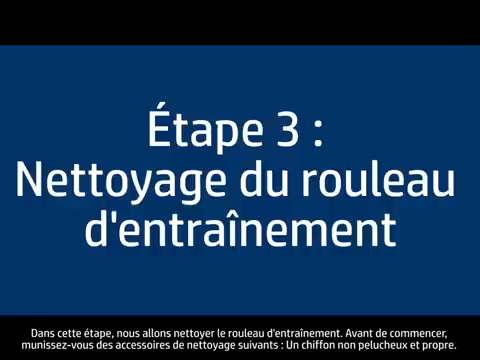 Étape 3 :
Nettoyage du rouleau
d'entraînement
Dans cette étape, nous allons nettoyer le rouleau d'entraînement. Avant de commencer,
munissez-vous des accessoires de nettoyage suivants : Un chiffon non pelucheux et propre.